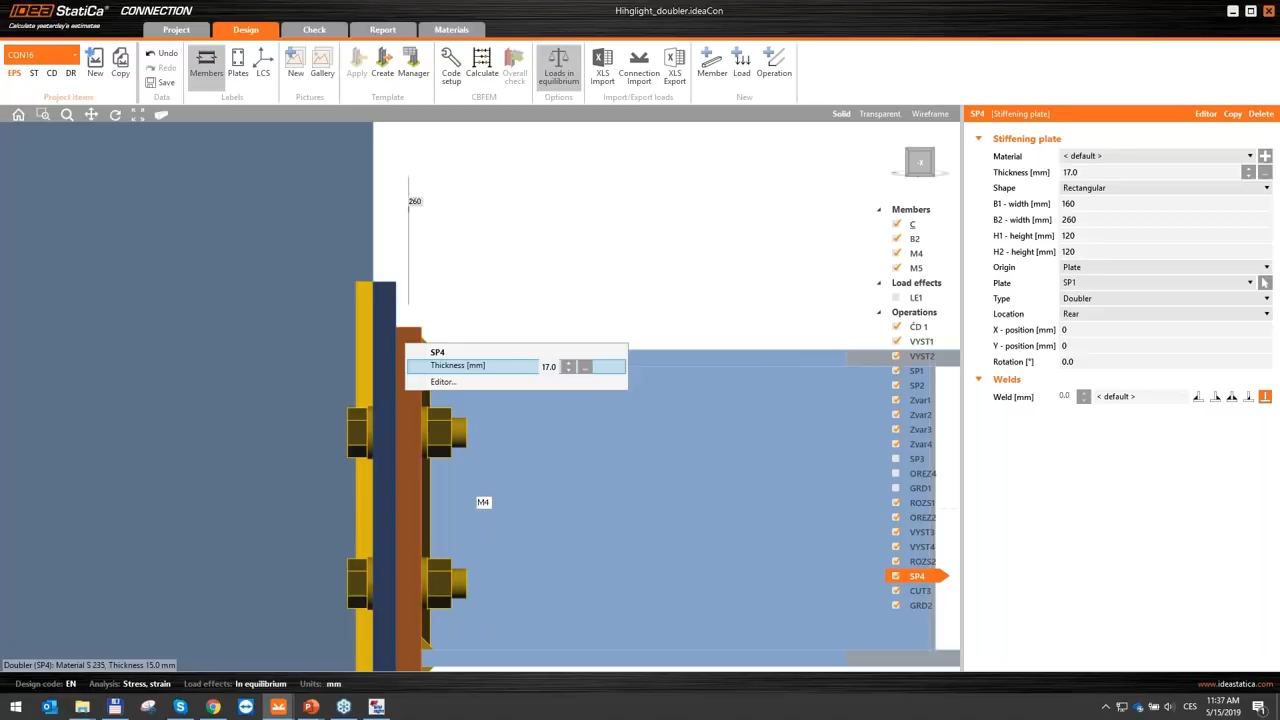 IDEA StatiCa CONNECTION
Calculate yesterday's estimates
Hinglight_doubler.ideaCon
Project Design Check Report Materials
CON16
EPS ST CD DR
New Copy
Project Items
Undo
Redo
Save
Data
Members Plates LCS
Labels
New Gallery
Pictures
Apply Create Manager
Template
Code setup Calculate Overall check
CBFEM
Loads in equilibrium
Options
XLS Import Connection Import XLS Export
Import/Export loads
Member Load Operation
New
Solid Transparent Wireframe
SP4 [Stiffening plate] Editor Copy Delete
Stiffening plate
Material < default >
Thickness [mm] 17.0
Shape Rectangular
B1 - width [mm] 160
B2 - width [mm] 260
H1 - height [mm] 120
H2 - height [mm] 120
Origin Plate
Plate SP1
Type Doubler
Location Rear
X - position [mm] 0
Y - position [mm] 0
Rotation [°] 0.0
Welds
Weld [mm] 0.0 < default >
-X
260
Members
C
B2
M4
M5
Load effects
LE1
Operations
ČD 1
VYST1
VYST2
SP1
SP2
Zvar1
Zvar2
Zvar3
Zvar4
SP3
OREZ4
GRD1
ROZS1
OREZ2
VYST3
VYST4
ROZS2
SP4
CUT3
GRD2
SP4
Thickness [mm] 17.0
Editor...
M4
Doubler (SP4): Material S 235, Thickness 15.0 mm
Design code: EN Analysis: Stress, strain Load effects: In equilibrium Units: mm
www.ideastatica.com
CES
11:37 AM
5/15/2019